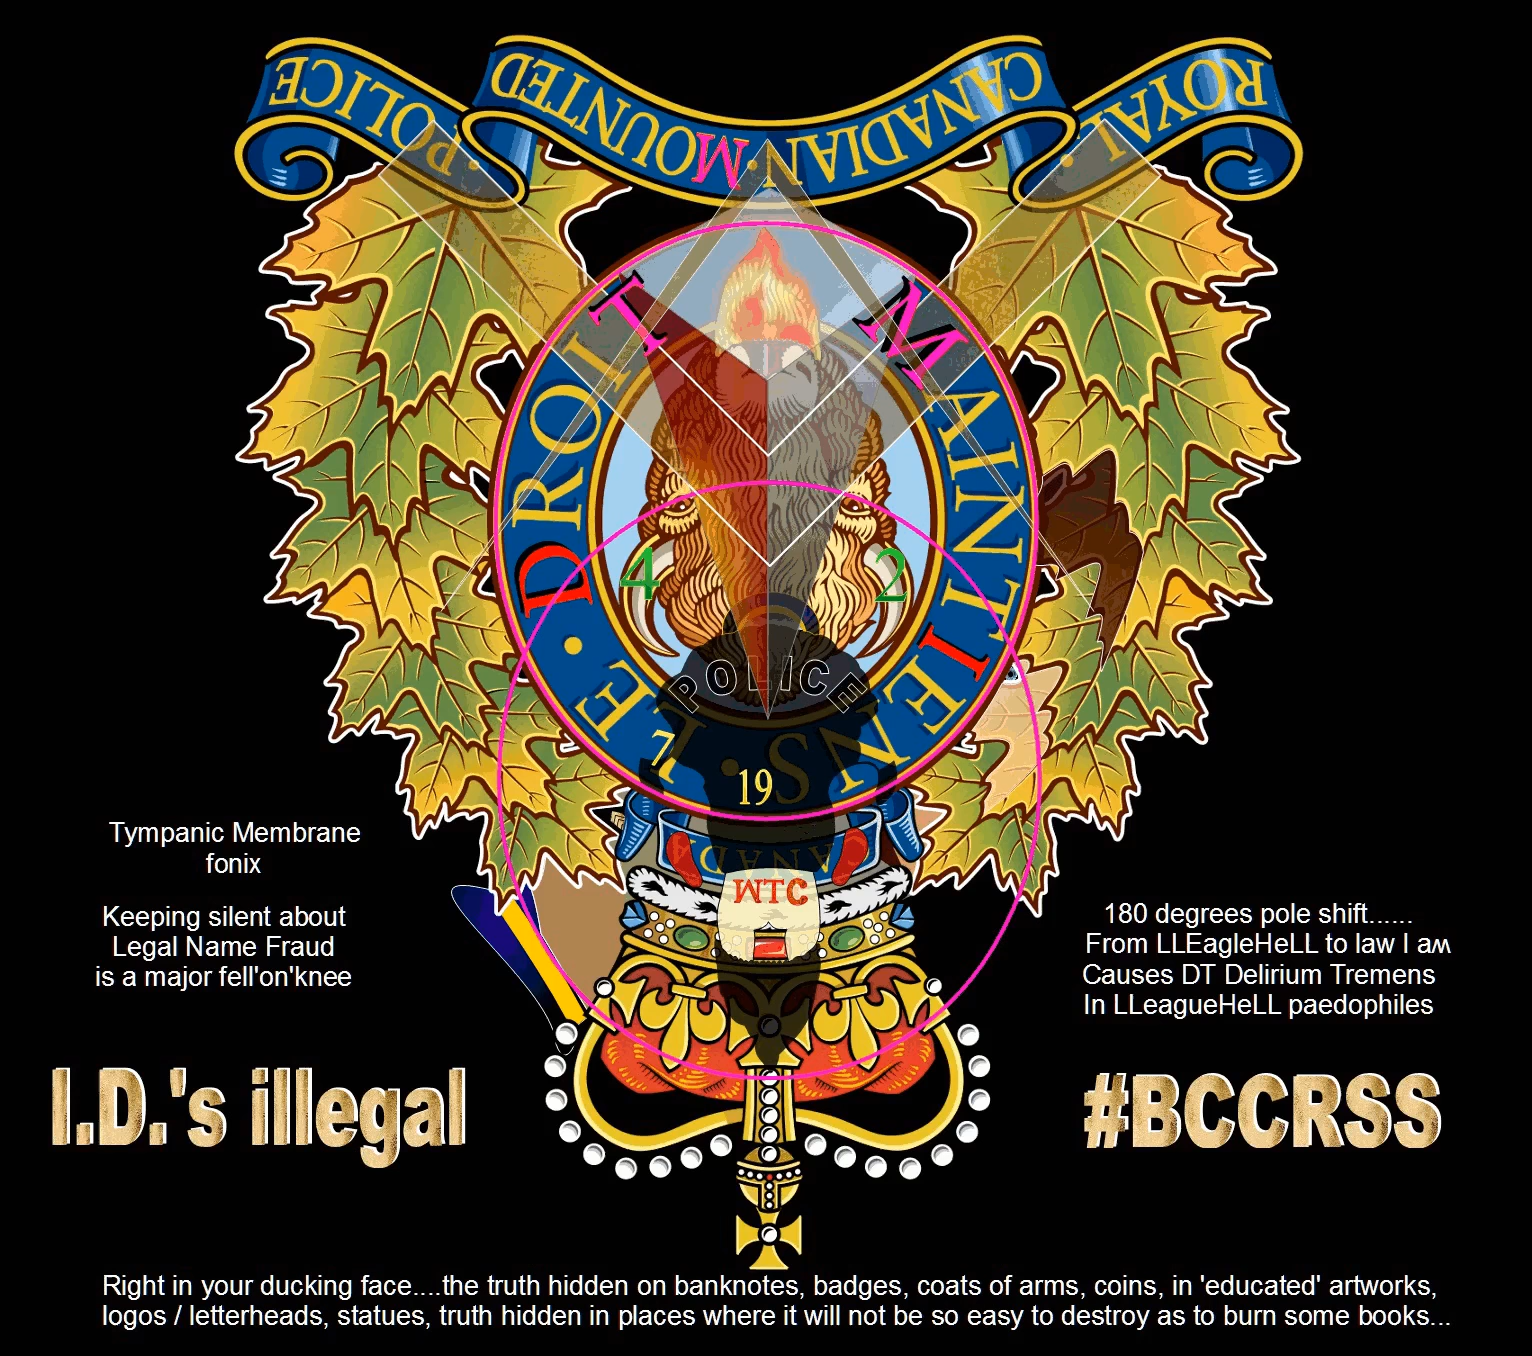 ROYAL · CANADIAN · MOUNTED · POLICE
DROIT
MAINTIENS
LE ·
4
2
POLICE
7
19
CANADA
WTC
Tympanic Membrane
fonix
Keeping silent about
Legal Name Fraud
is a major fell'on'knee
180 degrees pole shift......
From LLEagleHeLL to law I am
Causes DT Delirium Tremens
In LLeagueHeLL paedophiles
I.D.'s illegal
#BCCRSS
Right in your ducking face....the truth hidden on banknotes, badges, coats of arms, coins, in 'educated' artworks,
logos / letterheads, statues, truth hidden in places where it will not be so easy to destroy as to burn some books...